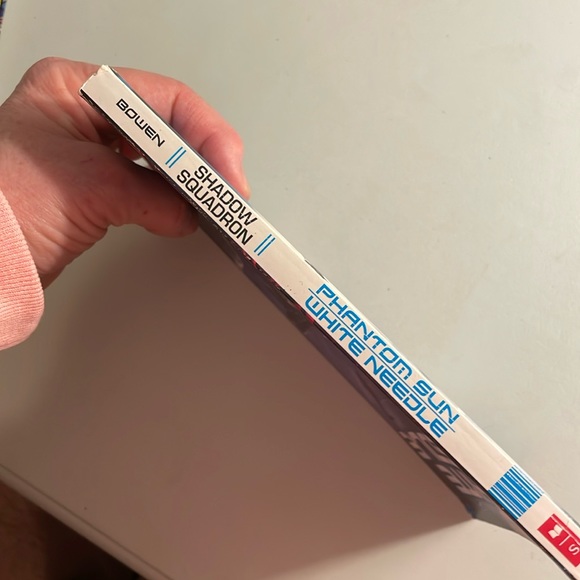 BOWEN
SHADOW
SQUADRON
PHANTOM SUN
WHITE NEEDLE
S